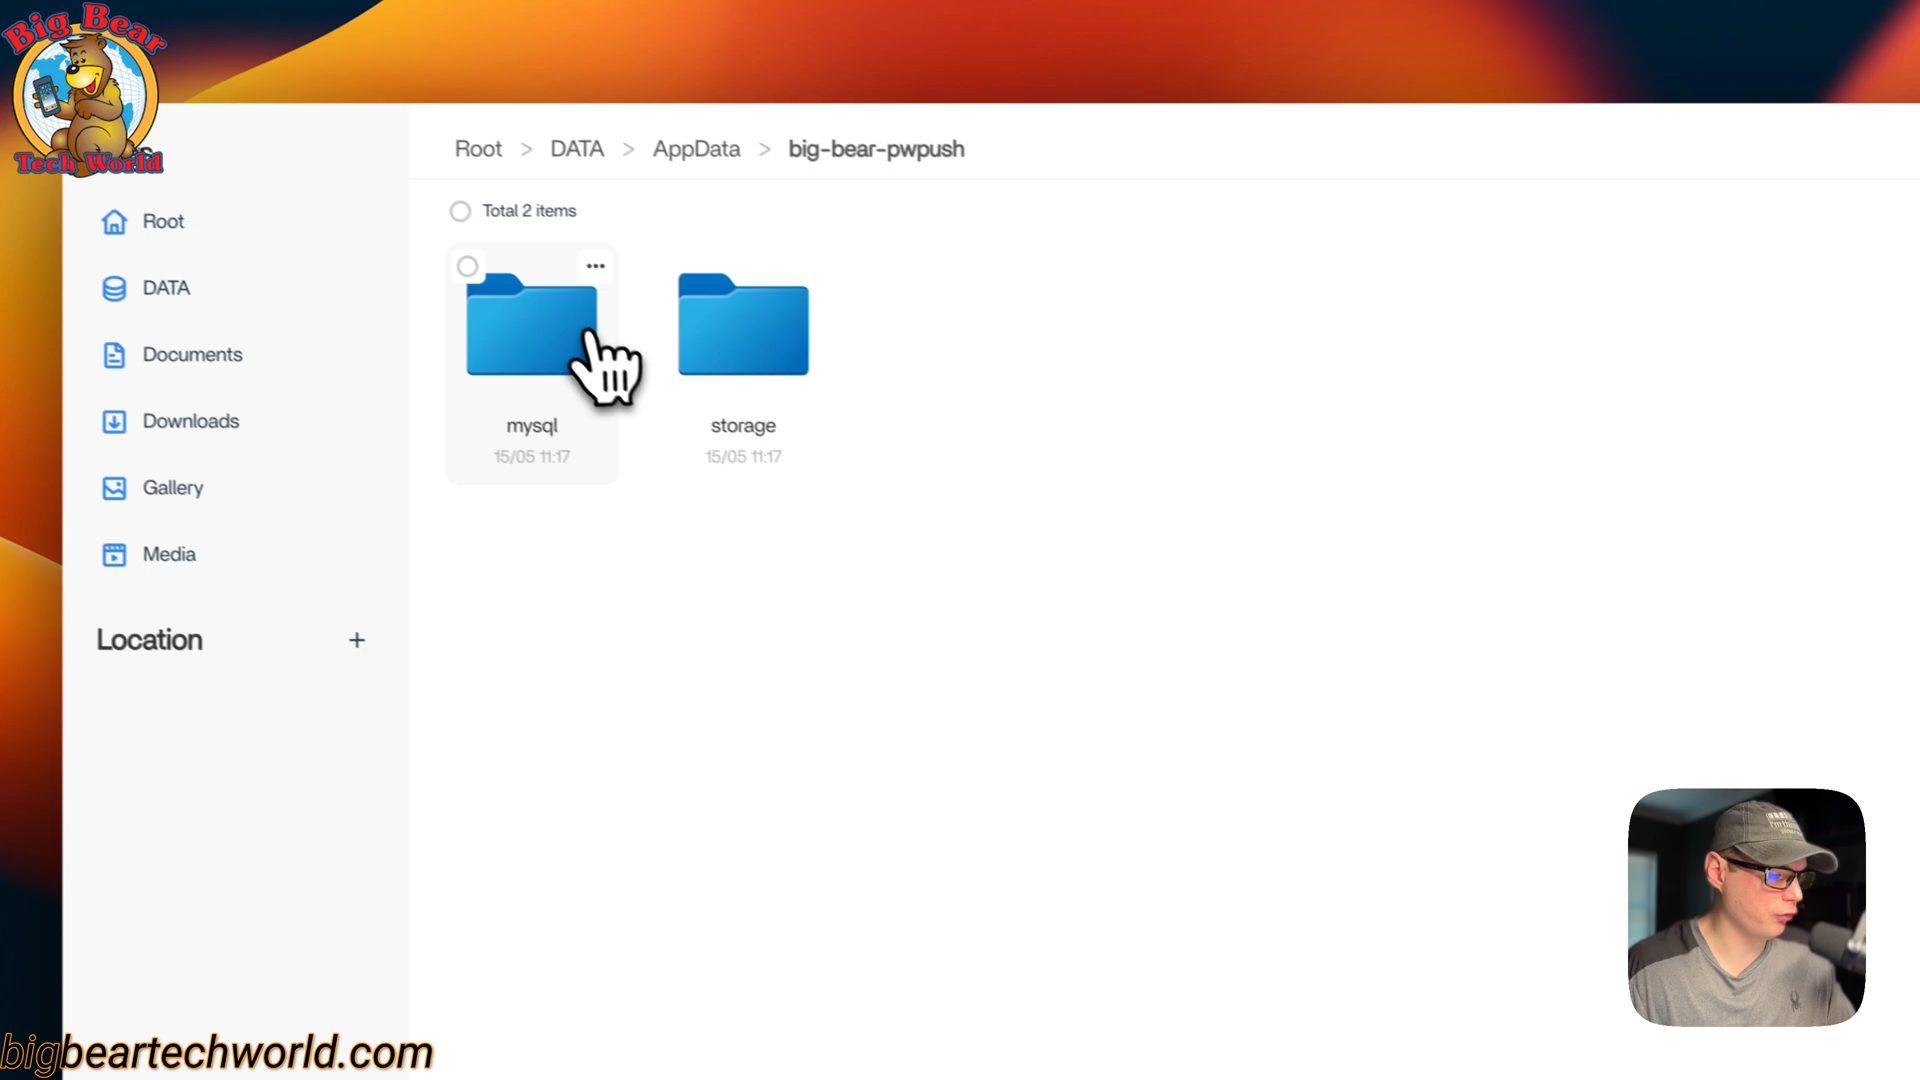 Big Bear
Tech World
Root > DATA > AppData > big-bear-pwpush
Total 2 items
Root
DATA
Documents
Downloads
Gallery
Media
Location +
mysql
15/05 11:17
storage
15/05 11:17
bigbeartechworld.com